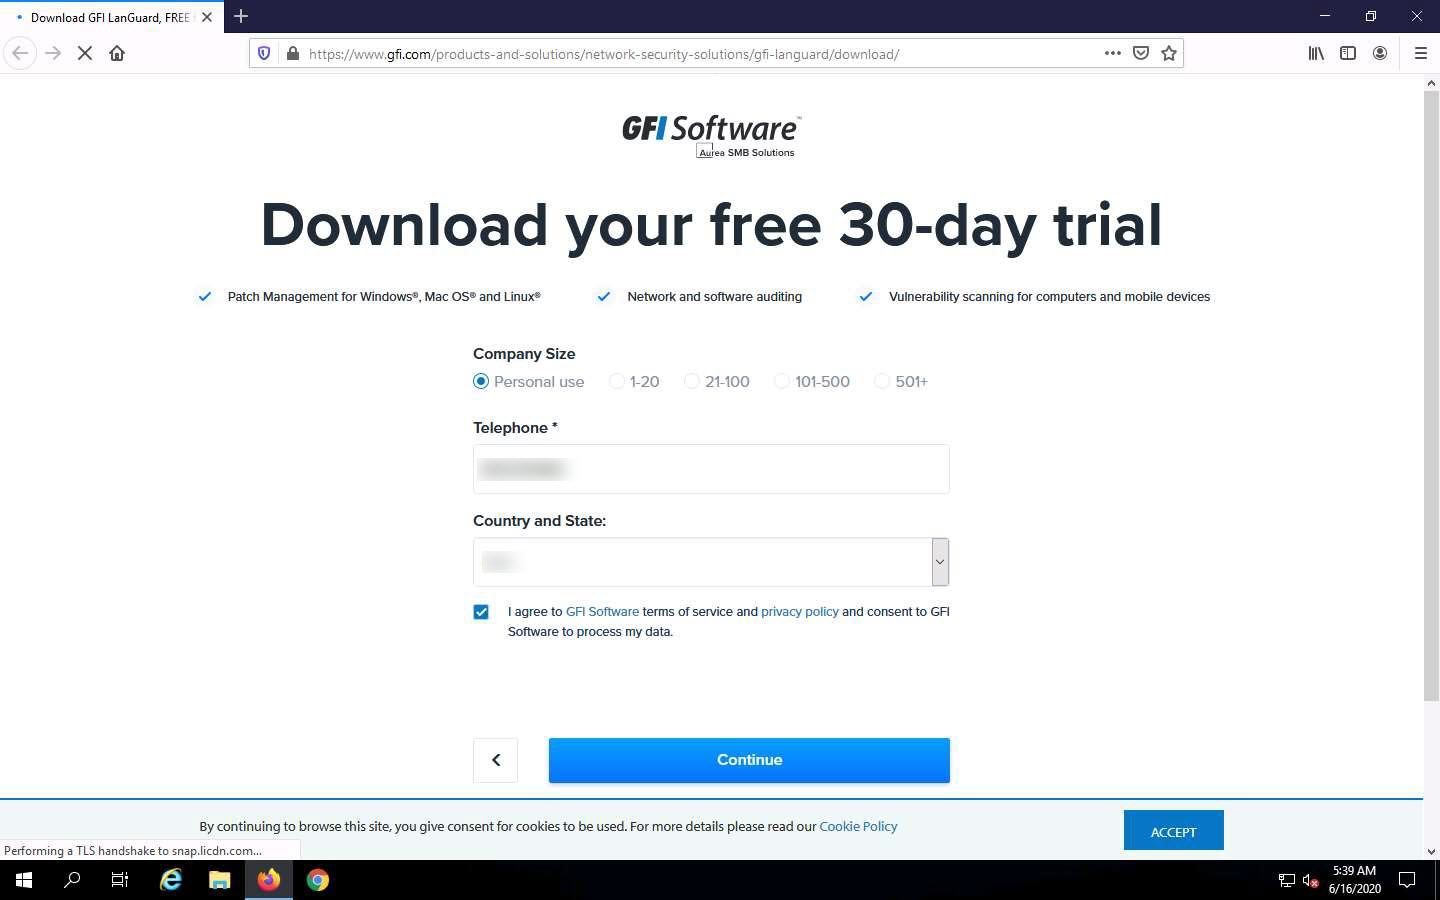 Download GFI LanGuard, FREE
https://www.gfi.com/products-and-solutions/network-security-solutions/gfi-languard/download/
GFI Software™
Aurea SMB Solutions
Download your free 30-day trial
Patch Management for Windows®, Mac OS® and Linux®
Network and software auditing
Vulnerability scanning for computers and mobile devices
Company Size
Personal use
1-20
21-100
101-500
501+
Telephone *
Country and State:
I agree to GFI Software terms of service and privacy policy and consent to GFI
Software to process my data.
Continue
By continuing to browse this site, you give consent for cookies to be used. For more details please read our Cookie Policy
ACCEPT
Performing a TLS handshake to snap.licdn.com...
5:39 AM
6/16/2020